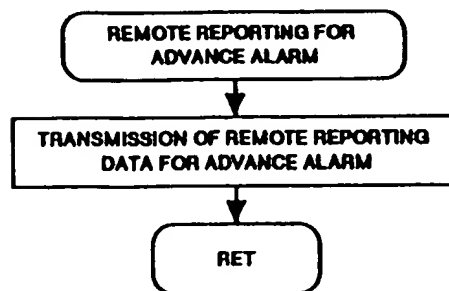 REMOTE REPORTING FOR
ADVANCE ALARM
TRANSMISSION OF REMOTE REPORTING
DATA FOR ADVANCE ALARM
RET